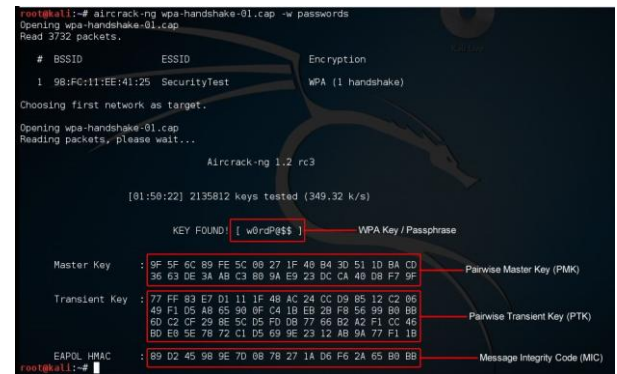 root@kali:~# aircrack-ng wpa-handshake-01.cap -w passwords
Opening wpa-handshake-01.cap
Read 3732 packets.
# BSSID ESSID Encryption
1 98:FC:11:EE:41:25 SecurityTest WPA (1 handshake)
Choosing first network as target.
Opening wpa-handshake-01.cap
Reading packets, please wait...
Aircrack-ng 1.2 rc3
[01:50:22] 2135812 keys tested (349.32 k/s)
KEY FOUND! [ w0rdP@$$ ] WPA Key / Passphrase
Master Key : 9F 5F 6C 89 FE 5C 00 27 1F 40 B4 3D 51 1D BA CD
36 63 DE 3A AB C3 80 9A E9 23 DC CA 40 D8 F7 9F
Pairwise Master Key (PMK)
Transient Key : 77 FF 83 E7 D1 11 1F 48 AC 24 CC D9 85 12 C2 06
49 F1 D5 A8 65 90 0F C4 1B EB 2B F8 56 99 B0 BB
6D C2 CF 29 8E 5C D5 FD DB 77 66 B2 A2 F1 CC 46
BD E0 5E 78 72 C1 D5 69 9E 23 12 AB 9A 77 F1 1B
Pairwise Transient Key (PTK)
EAPOL HMAC : 89 D2 45 98 9E 7D 08 78 27 1A D6 F6 2A 65 B0 BB
Message Integrity Code (MIC)
root@kali:~#